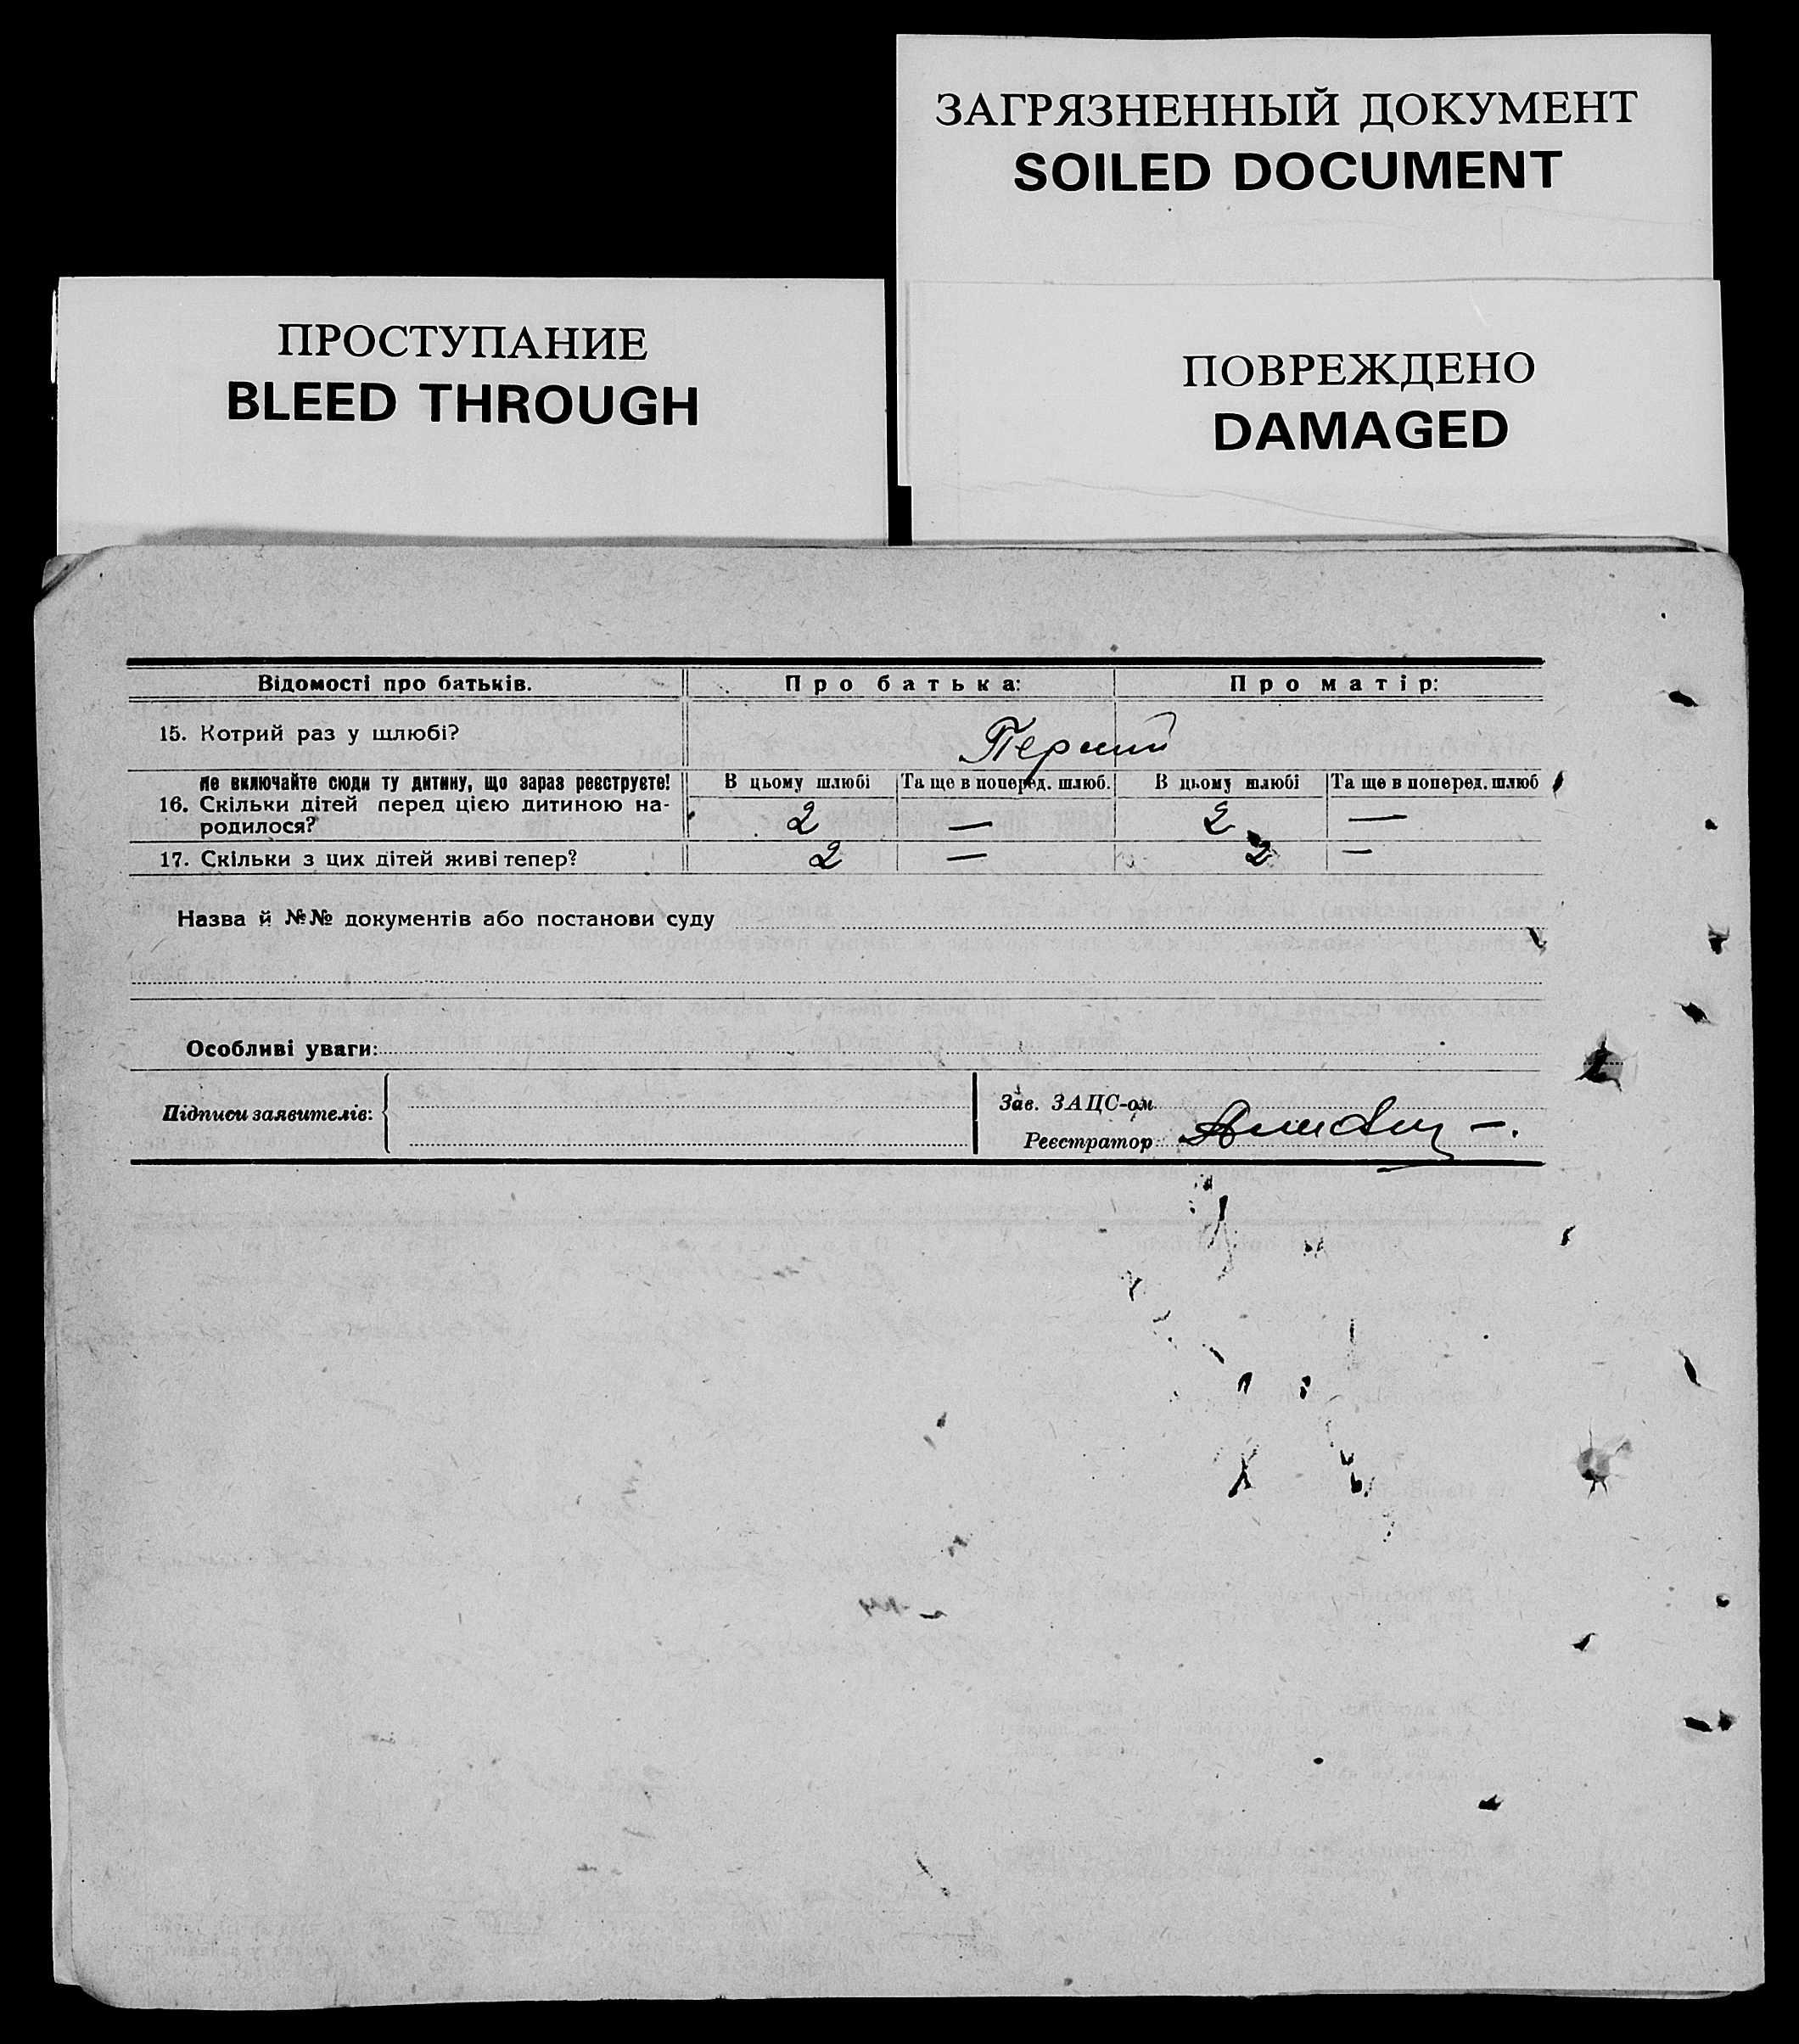 ЗАГРЯЗНЕННЫЙ ДОКУМЕНТ
SOILED DOCUMENT
ПРОСТУПАНИЕ
BLEED THROUGH
ПОВРЕЖДЕНО
DAMAGED
Відомості про батьків. Про батька: Про матір:
15. Котрий раз у шлюбі? Перший
Не включайте сюди ту дитину, що зараз реєструєте! В цьому шлюбі Та ще в поперед. шлюб. В цьому шлюбі Та ще в поперед. шлюб
16. Скільки дітей перед цією дитиною на-
родилося? 2 — 2 —
17. Скільки з цих дітей живі тепер? 2 — 2 —
Назва й №№ документів або постанови суду
Особливі уваги:
Підписи заявителів:
Зав. ЗАЦС-ом
Реєстратор